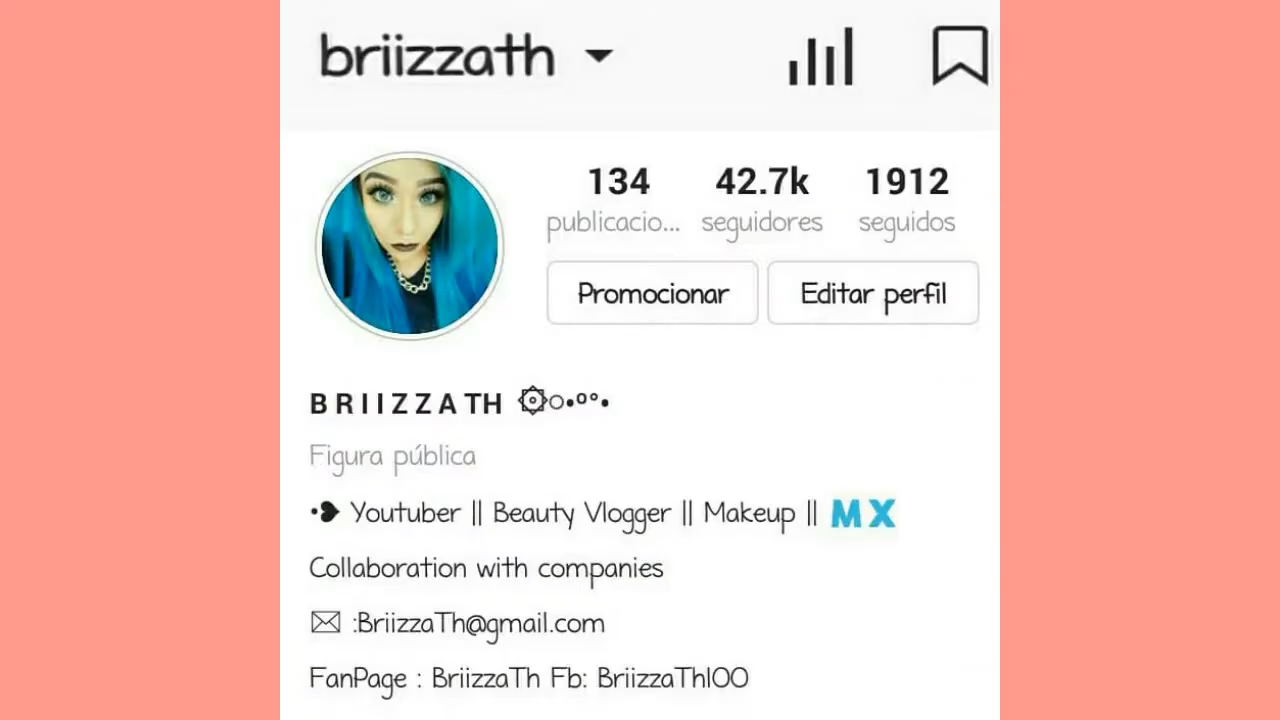 briizzath
134 42.7k 1912
publicacio... seguidores seguidos
Promocionar Editar perfil
BRIIZZATH ۞○•º°•
Figura pública
•❥ Youtuber || Beauty Vlogger || Makeup || MX
Collaboration with companies
✉ :BriizzaTh@gmail.com
FanPage : BriizzaTh Fb: BriizzaTh100